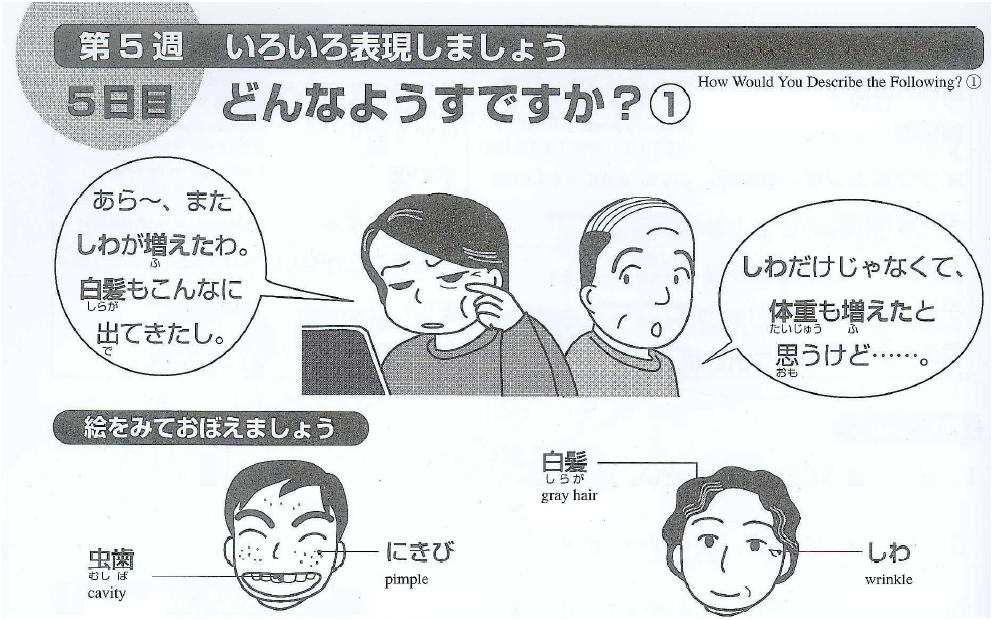 第5週 いろいろ表現しましょう
5日目 どんなようすですか？①
How Would You Describe the Following? ①
あら～、また
しわが増えたわ。
ふ
白髪もこんなに
しらが
出てきたし。
で
しわだけじゃなくて、
体重も増えたと
たいじゅう ふ
思うけど……。
おも
絵をみておぼえましょう
虫歯
むし ば
cavity
にきび
pimple
白髪
しらが
gray hair
しわ
wrinkle